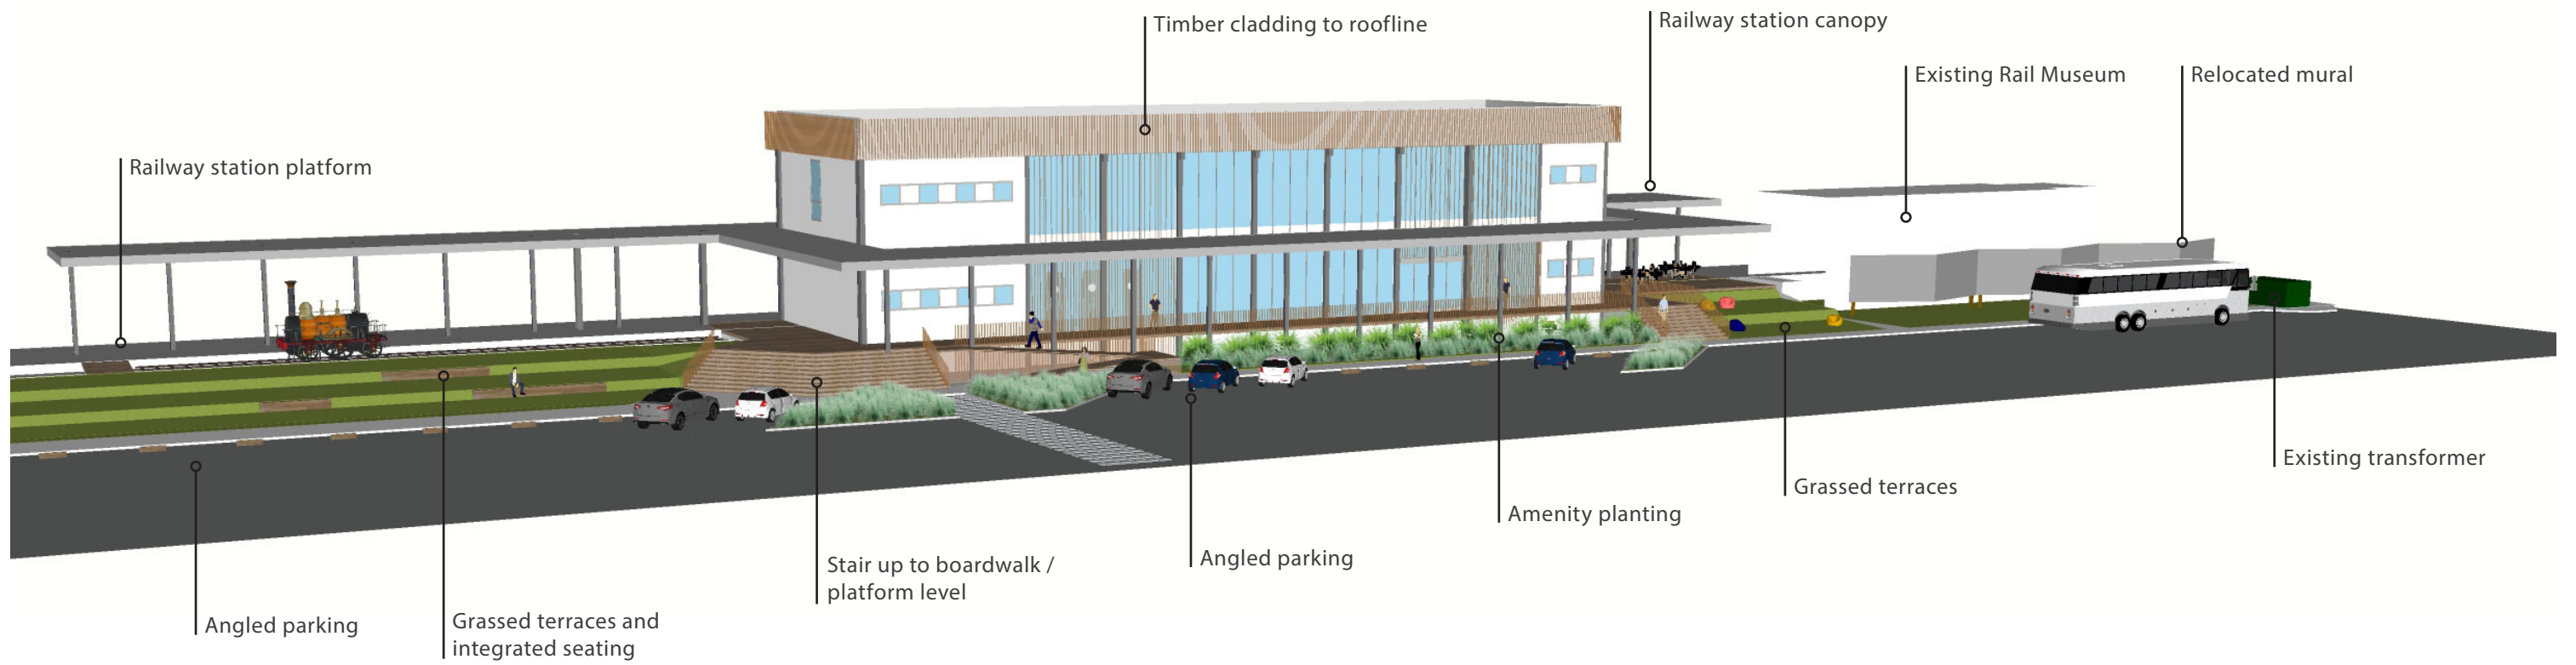 Timber cladding to roofline
Railway station canopy
Existing Rail Museum
Relocated mural
Railway station platform
Existing transformer
Grassed terraces
Amenity planting
Angled parking
Stair up to boardwalk /
platform level
Angled parking
Grassed terraces and
integrated seating